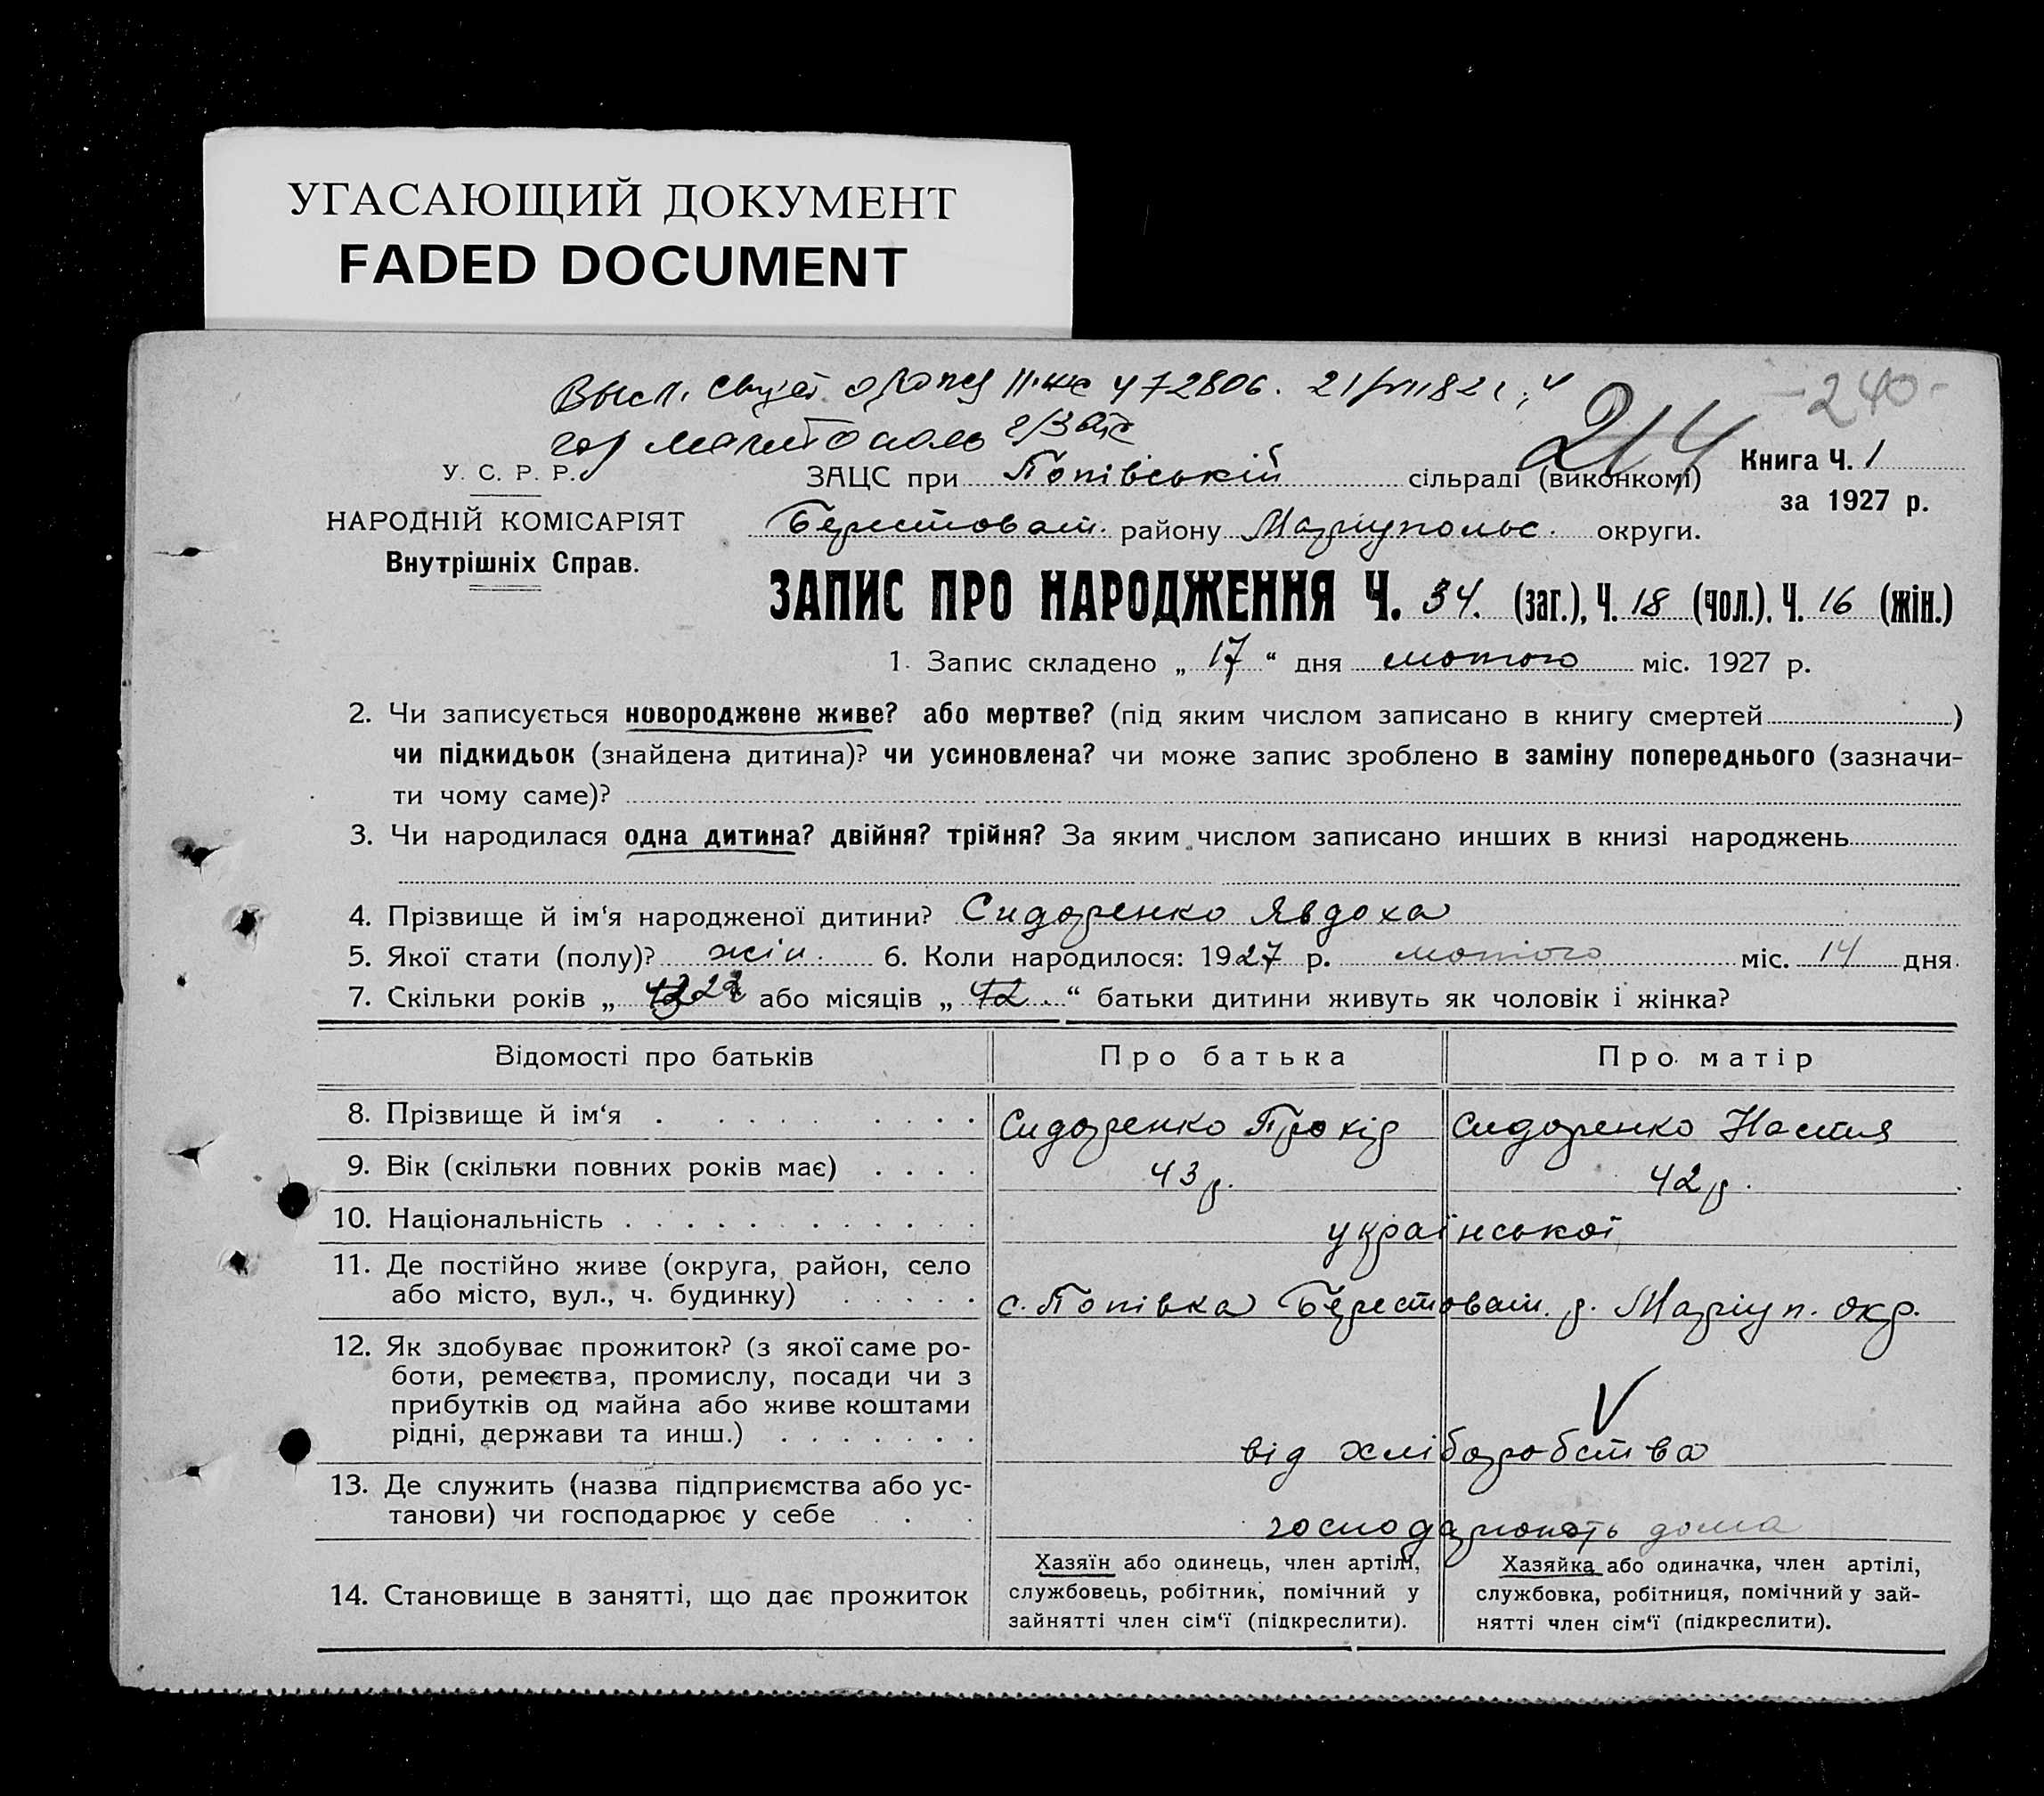 УГАСАЮЩИЙ ДОКУМЕНТ
FADED DOCUMENT
Высл. 472806.
-240-
214
У. С. Р. Р.
НАРОДНІЙ КОМІСАРІЯТ
Внутрішніх Справ.
ЗАЦС при Попівській сільраді (виконкомі)
Берестоват. району Маріупольс. округи.
Книга Ч. 1
за 1927 р.
ЗАПИС ПРО НАРОДЖЕННЯ Ч. 34. (заг.), Ч. 18 (чол.), Ч. 16 (жін.)
1. Запис складено „ 17 “ дня лютого міс. 1927 р.
2. Чи записується новороджене живе? або мертве? (під яким числом записано в книгу смертей )
чи підкидьок (знайдена дитина)? чи усиновлена? чи може запис зроблено в заміну попереднього (зазначи-
ти чому саме)?
3. Чи народилася одна дитина? двійня? трійня? За яким числом записано инших в книзі народжень
4. Прізвище й ім‘я народженої дитини? Сидоренко Явдоха
5. Якої стати (полу)? жін. 6. Коли народилося: 1927 р. лютого міс. 14 дня.
7. Скільки років „ 22 або місяців „ “ батьки дитини живуть як чоловік і жінка?
Відомості про батьків Про батька Про матір
8. Прізвище й ім‘я Сидоренко Прокір Сидоренко Настя
9. Вік (скільки повних років має) 43 р. 42 р.
10. Національність української
11. Де постійно живе (округа, район, село
або місто, вул., ч. будинку) с. Попівка Берестоват. р. Маріуп. окр.
12. Як здобуває прожиток? (з якої саме ро-
боти, ремества, промислу, посади чи з
прибутків од майна або живе коштами
рідні, держави та инш.) від хліборобства
13. Де служить (назва підприємства або ус-
танови) чи господарює у себе господарюють дома
14. Становище в занятті, що дає прожиток
Хазяїн або одинець, член артілі,
службовець, робітник, помічний у
зайнятті член сім‘ї (підкреслити).
Хазяйка або одиначка, член артілі,
службовка, робітниця, помічний у зай-
нятті член сім‘ї (підкреслити).